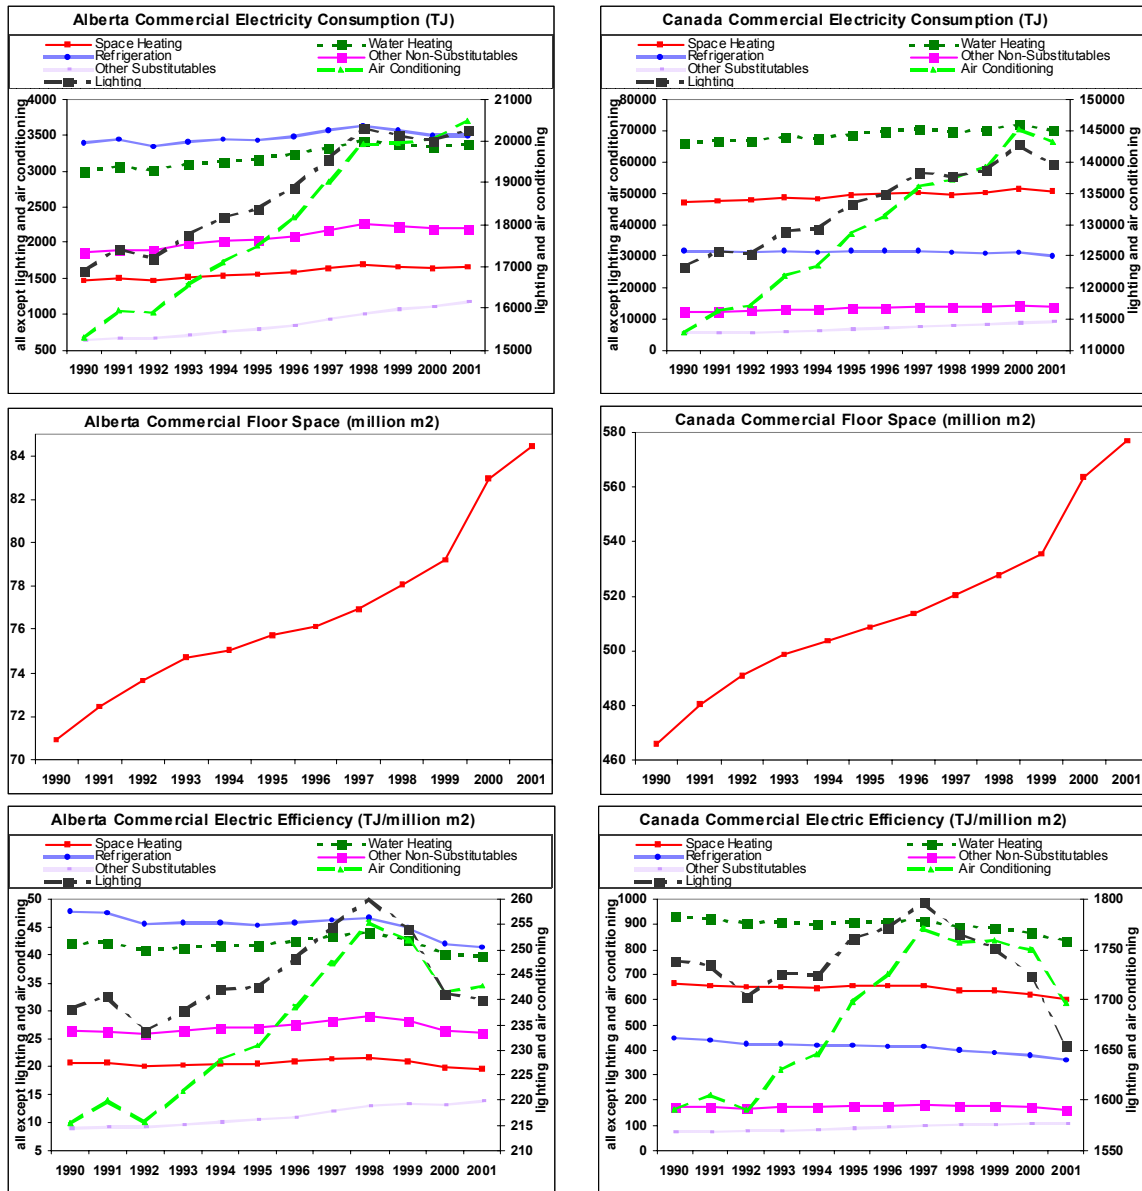 Alberta Commercial Electricity Consumption (TJ)
Space Heating
Water Heating
Refrigeration
Other Non-Substitutables
Other Substitutables
Air Conditioning
Lighting
all except lighting and air conditioning
4000
3500
3000
2500
2000
1500
1000
500
21000
20000
19000
18000
17000
16000
15000
lighting and air conditioning
1990 1991 1992 1993 1994 1995 1996 1997 1998 1999 2000 2001
Canada Commercial Electricity Consumption (TJ)
Space Heating
Water Heating
Refrigeration
Other Non-Substitutables
Other Substitutables
Air Conditioning
Lighting
all except lighting and air conditioning
80000
70000
60000
50000
40000
30000
20000
10000
0
150000
145000
140000
135000
130000
125000
120000
115000
110000
lighting and air conditioning
1990 1991 1992 1993 1994 1995 1996 1997 1998 1999 2000 2001
Alberta Commercial Floor Space (million m2)
84
82
80
78
76
74
72
70
1990 1991 1992 1993 1994 1995 1996 1997 1998 1999 2000 2001
Canada Commercial Floor Space (million m2)
580
560
540
520
500
480
460
1990 1991 1992 1993 1994 1995 1996 1997 1998 1999 2000 2001
Alberta Commercial Electric Efficiency (TJ/million m2)
Space Heating
Water Heating
Refrigeration
Other Non-Substitutables
Other Substitutables
Air Conditioning
Lighting
all except lighting and air conditioning
50
45
40
35
30
25
20
15
10
5
260
255
250
245
240
235
230
225
220
215
210
lighting and air conditioning
1990 1991 1992 1993 1994 1995 1996 1997 1998 1999 2000 2001
Canada Commercial Electric Efficiency (TJ/million m2)
Space Heating
Water Heating
Refrigeration
Other Non-Substitutables
Other Substitutables
Air Conditioning
Lighting
all except lighting and air conditioning
1000
900
800
700
600
500
400
300
200
100
0
1800
1750
1700
1650
1600
1550
lighting and air conditioning
1990 1991 1992 1993 1994 1995 1996 1997 1998 1999 2000 2001